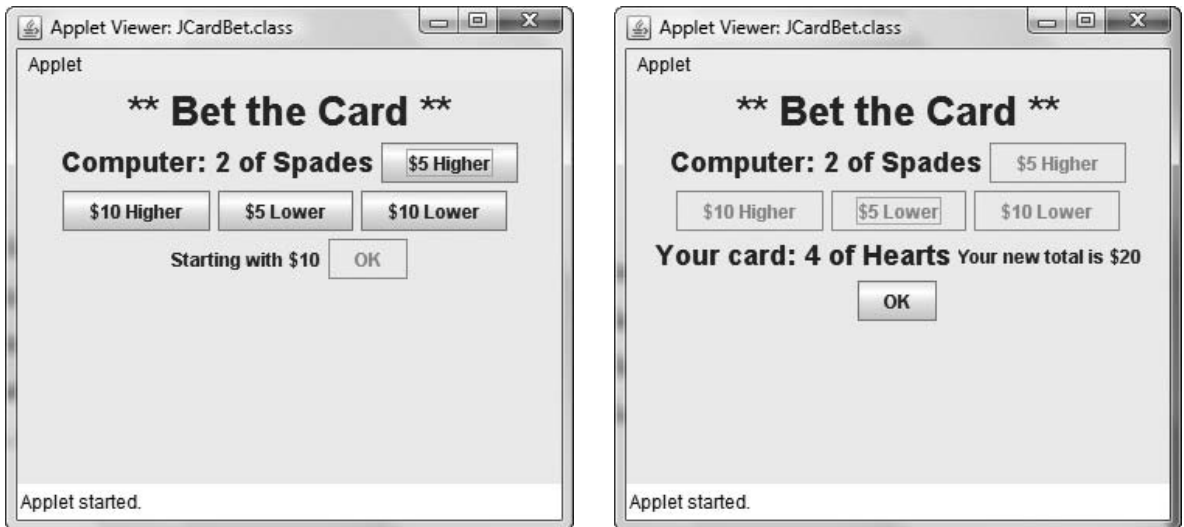 Applet Viewer: JCardBet.class
Applet
** Bet the Card **
Computer: 2 of Spades $5 Higher
$10 Higher $5 Lower $10 Lower
Starting with $10 OK
Applet started.
Applet Viewer: JCardBet.class
Applet
** Bet the Card **
Computer: 2 of Spades $5 Higher
$10 Higher $5 Lower $10 Lower
Your card: 4 of Hearts Your new total is $20
OK
Applet started.